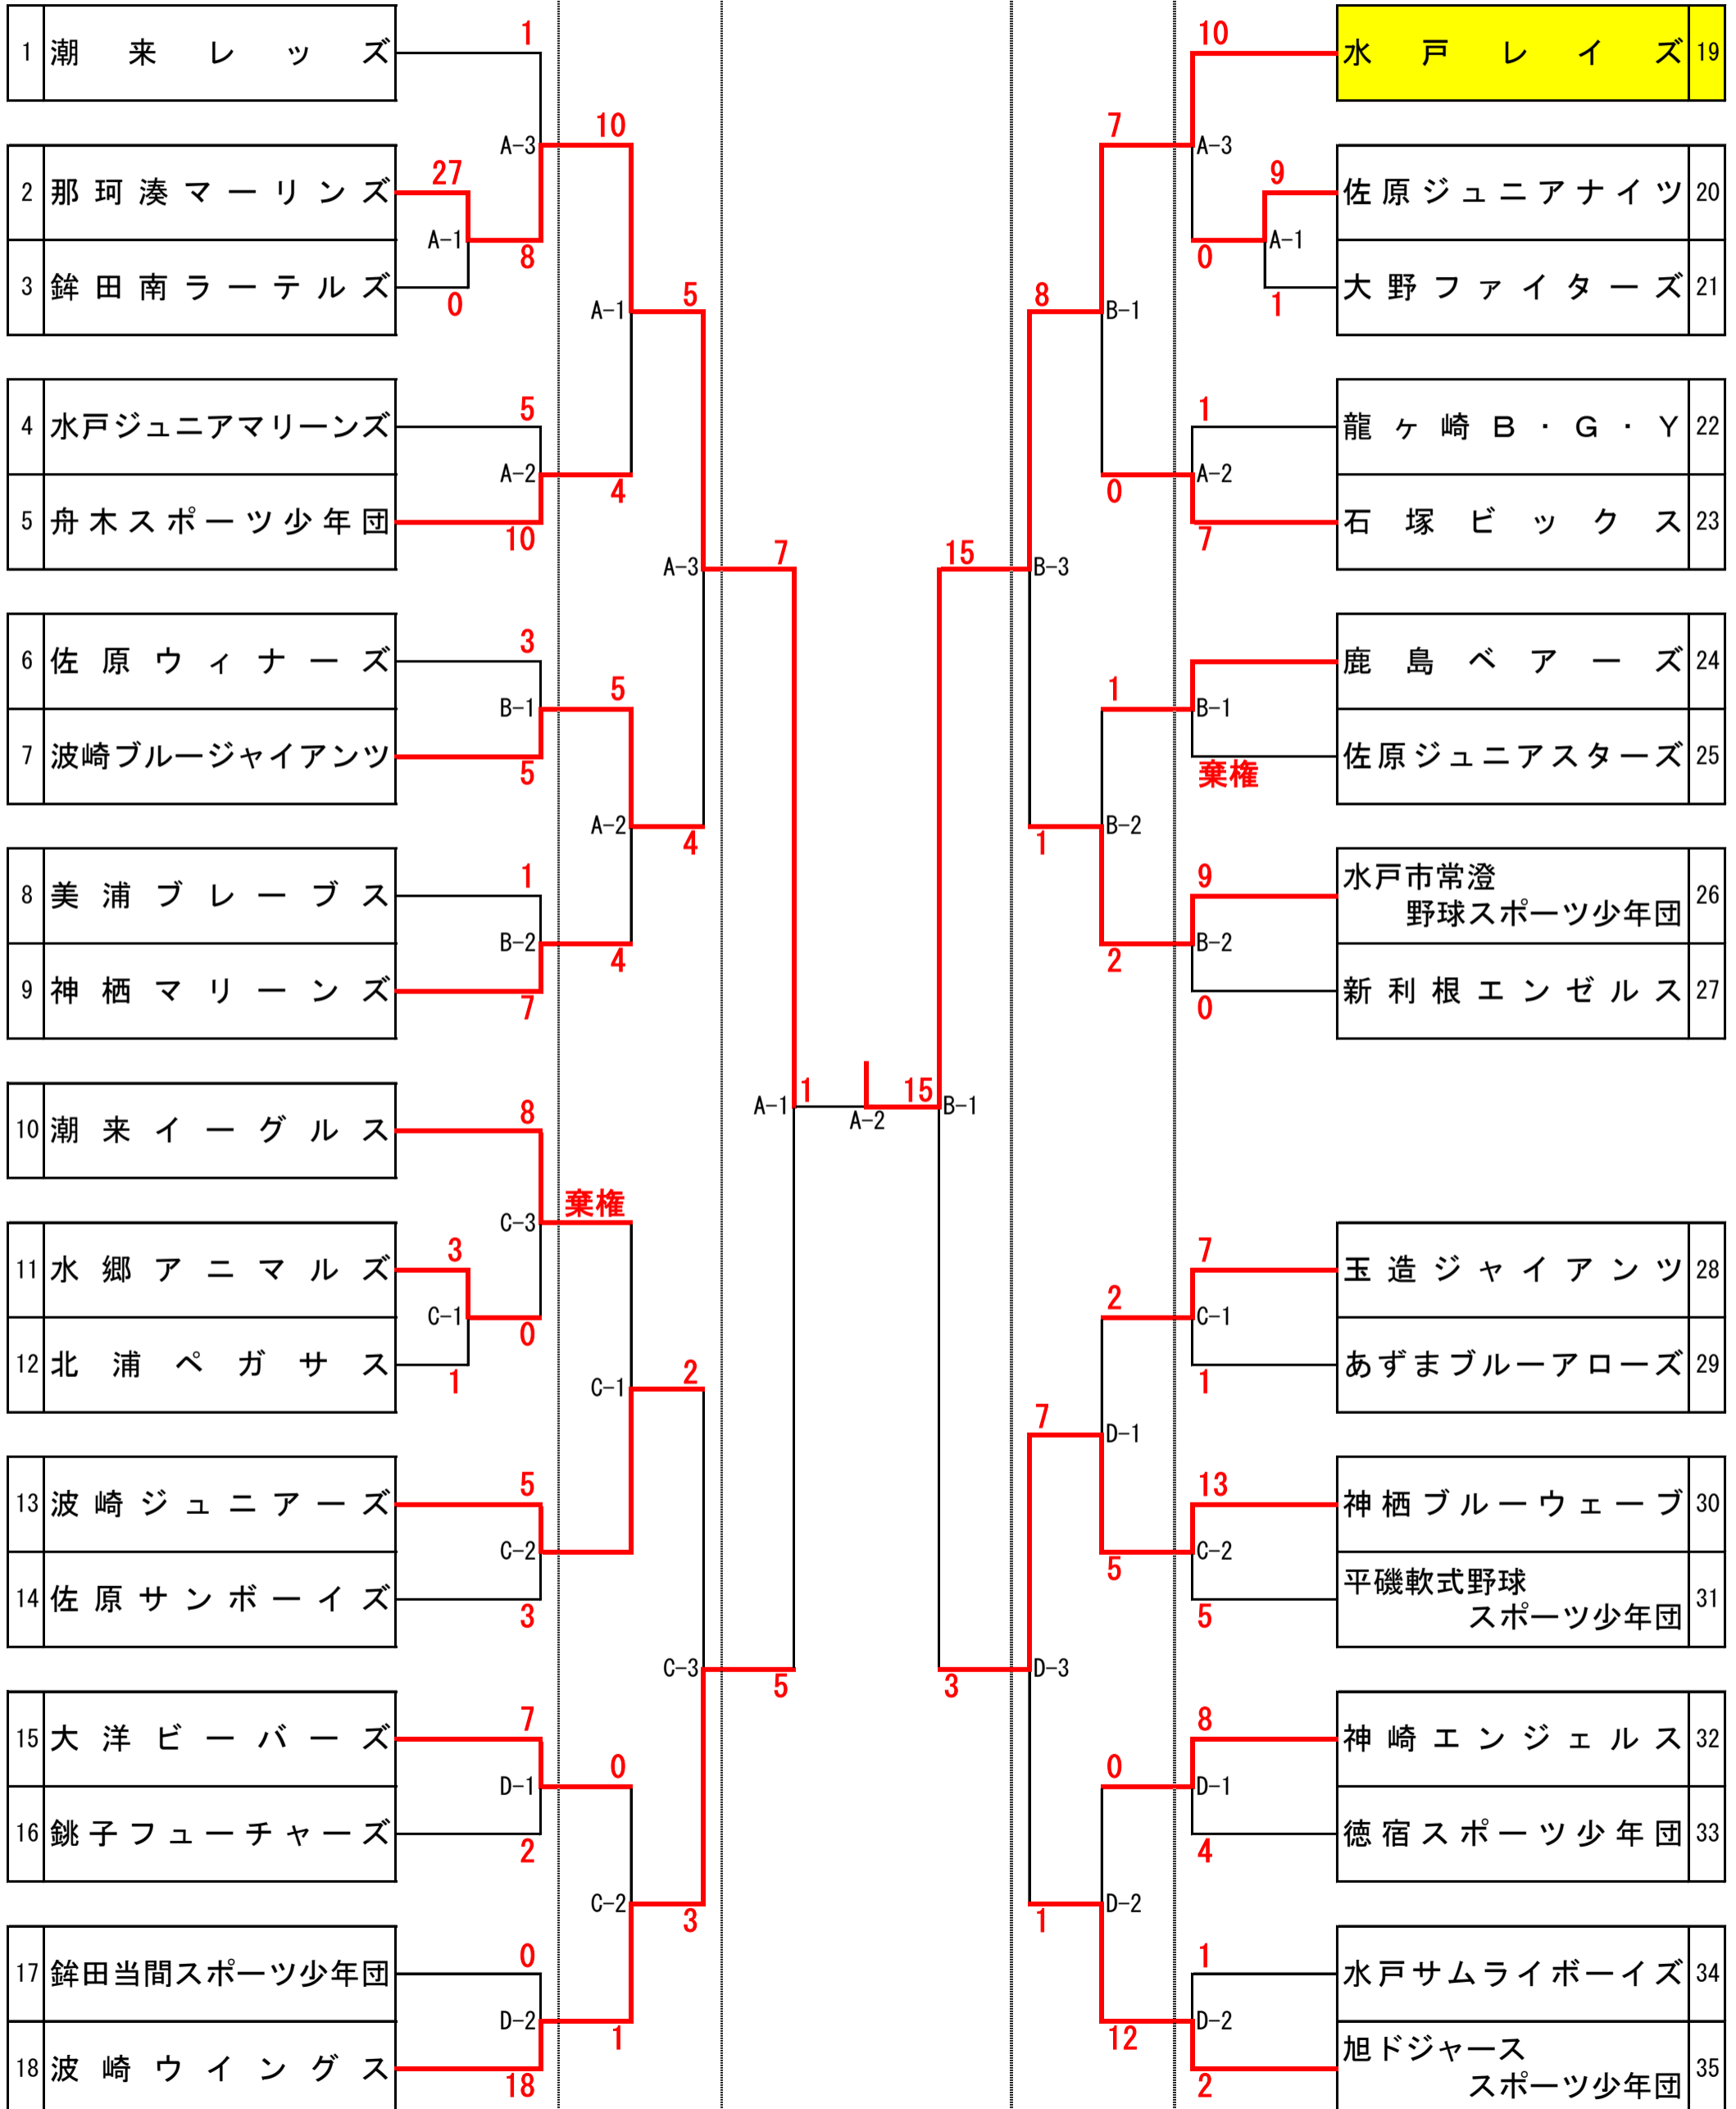 1 潮来レッズ
2 那珂湊マーリンズ
3 鉾田南ラーテルズ
4 水戸ジュニアマリーンズ
5 舟木スポーツ少年団
6 佐原ウィナーズ
7 波崎ブルージャイアンツ
8 美浦ブレーブス
9 神栖マリーンズ
10 潮来イーグルス
11 水郷アニマルズ
12 北浦ペガサス
13 波崎ジュニアーズ
14 佐原サンボーイズ
15 大洋ビーバーズ
16 銚子フューチャーズ
17 鉾田当間スポーツ少年団
18 波崎ウイングス
27
A-1
0
1
A-3
8
5
A-2
10
3
B-1
5
1
B-2
7
8
C-3
3
C-1
0
1
5
C-2
3
7
D-1
2
0
D-2
18
10
A-1
4
5
A-2
4
棄権
C-1
0
C-2
1
5
A-3
4
2
C-3
3
7
A-1
5
1
A-2
15
15
B-1
3
8
B-3
1
7
D-3
1
7
B-1
0
1
B-2
2
2
D-1
5
0
D-2
12
10
A-3
0
9
A-1
1
1
A-2
7
B-1
棄権
9
B-2
0
7
C-1
1
13
C-2
5
8
D-1
4
1
D-2
2
水戸レイズ 19
佐原ジュニアナイツ 20
大野ファイターズ 21
龍ヶ崎B・G・Y 22
石塚ビックス 23
鹿島ベアーズ 24
佐原ジュニアスターズ 25
水戸市常澄
野球スポーツ少年団 26
新利根エンゼルス 27
玉造ジャイアンツ 28
あずまブルーアローズ 29
神栖ブルーウェーブ 30
平磯軟式野球
スポーツ少年団 31
神崎エンジェルス 32
徳宿スポーツ少年団 33
水戸サムライボーイズ 34
旭ドジャース
スポーツ少年団 35